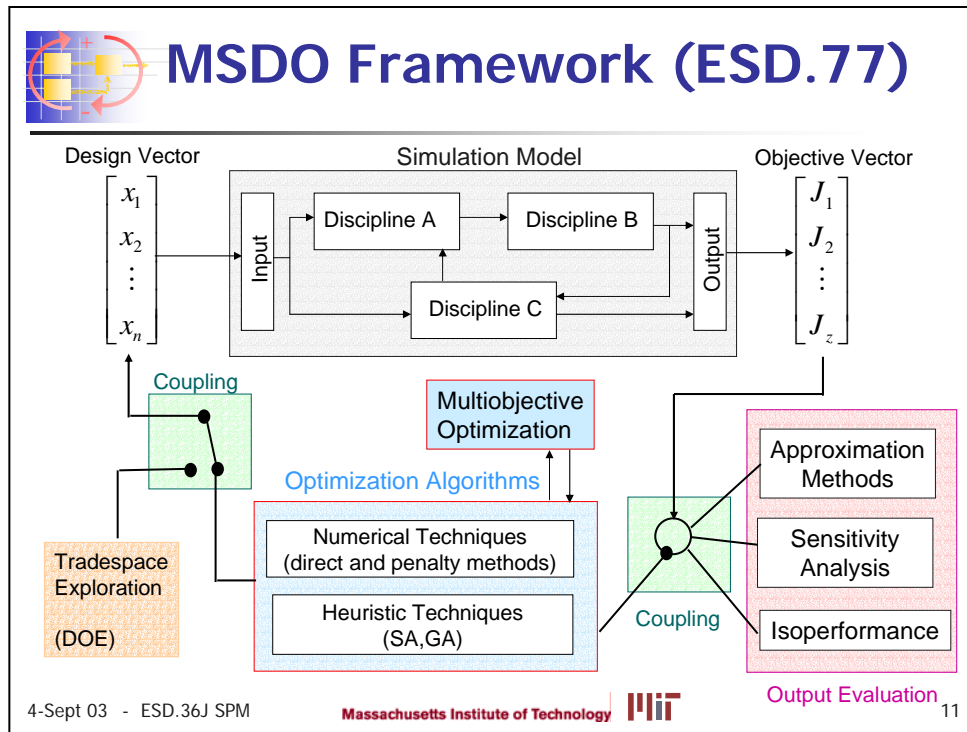 MSDO Framework (ESD.77)
+
-
Design Vector
Simulation Model
Objective Vector
x1
x2
⋮
xn
Input
Discipline A
Discipline B
Discipline C
Output
J1
J2
⋮
Jz
Coupling
Multiobjective
Optimization
Optimization Algorithms
Numerical Techniques
(direct and penalty methods)
Heuristic Techniques
(SA,GA)
Tradespace
Exploration
(DOE)
Coupling
Approximation
Methods
Sensitivity
Analysis
Isoperformance
Output Evaluation
4-Sept 03 - ESD.36J SPM
Massachusetts Institute of Technology
MIT
11